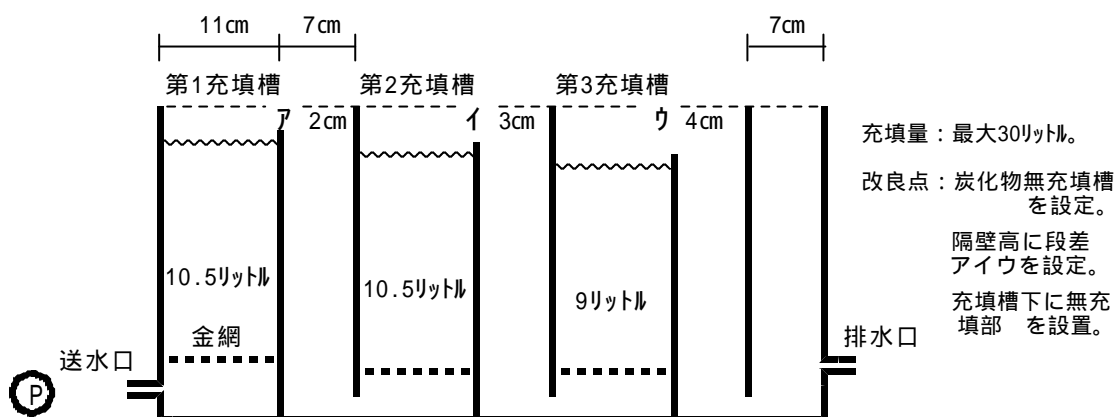 11㎝ 7㎝ 7㎝
第1充填槽 第2充填槽 第3充填槽
ア 2㎝ イ 3㎝ ウ 4㎝
充填量：最大30㍑。
改良点：炭化物無充填槽
を設定。
隔壁高に段差
アイウを設定。
充填槽下に無充
填部 を設置。
10.5㍑ 10.5㍑ 9㍑
金網
送水口
排水口
P